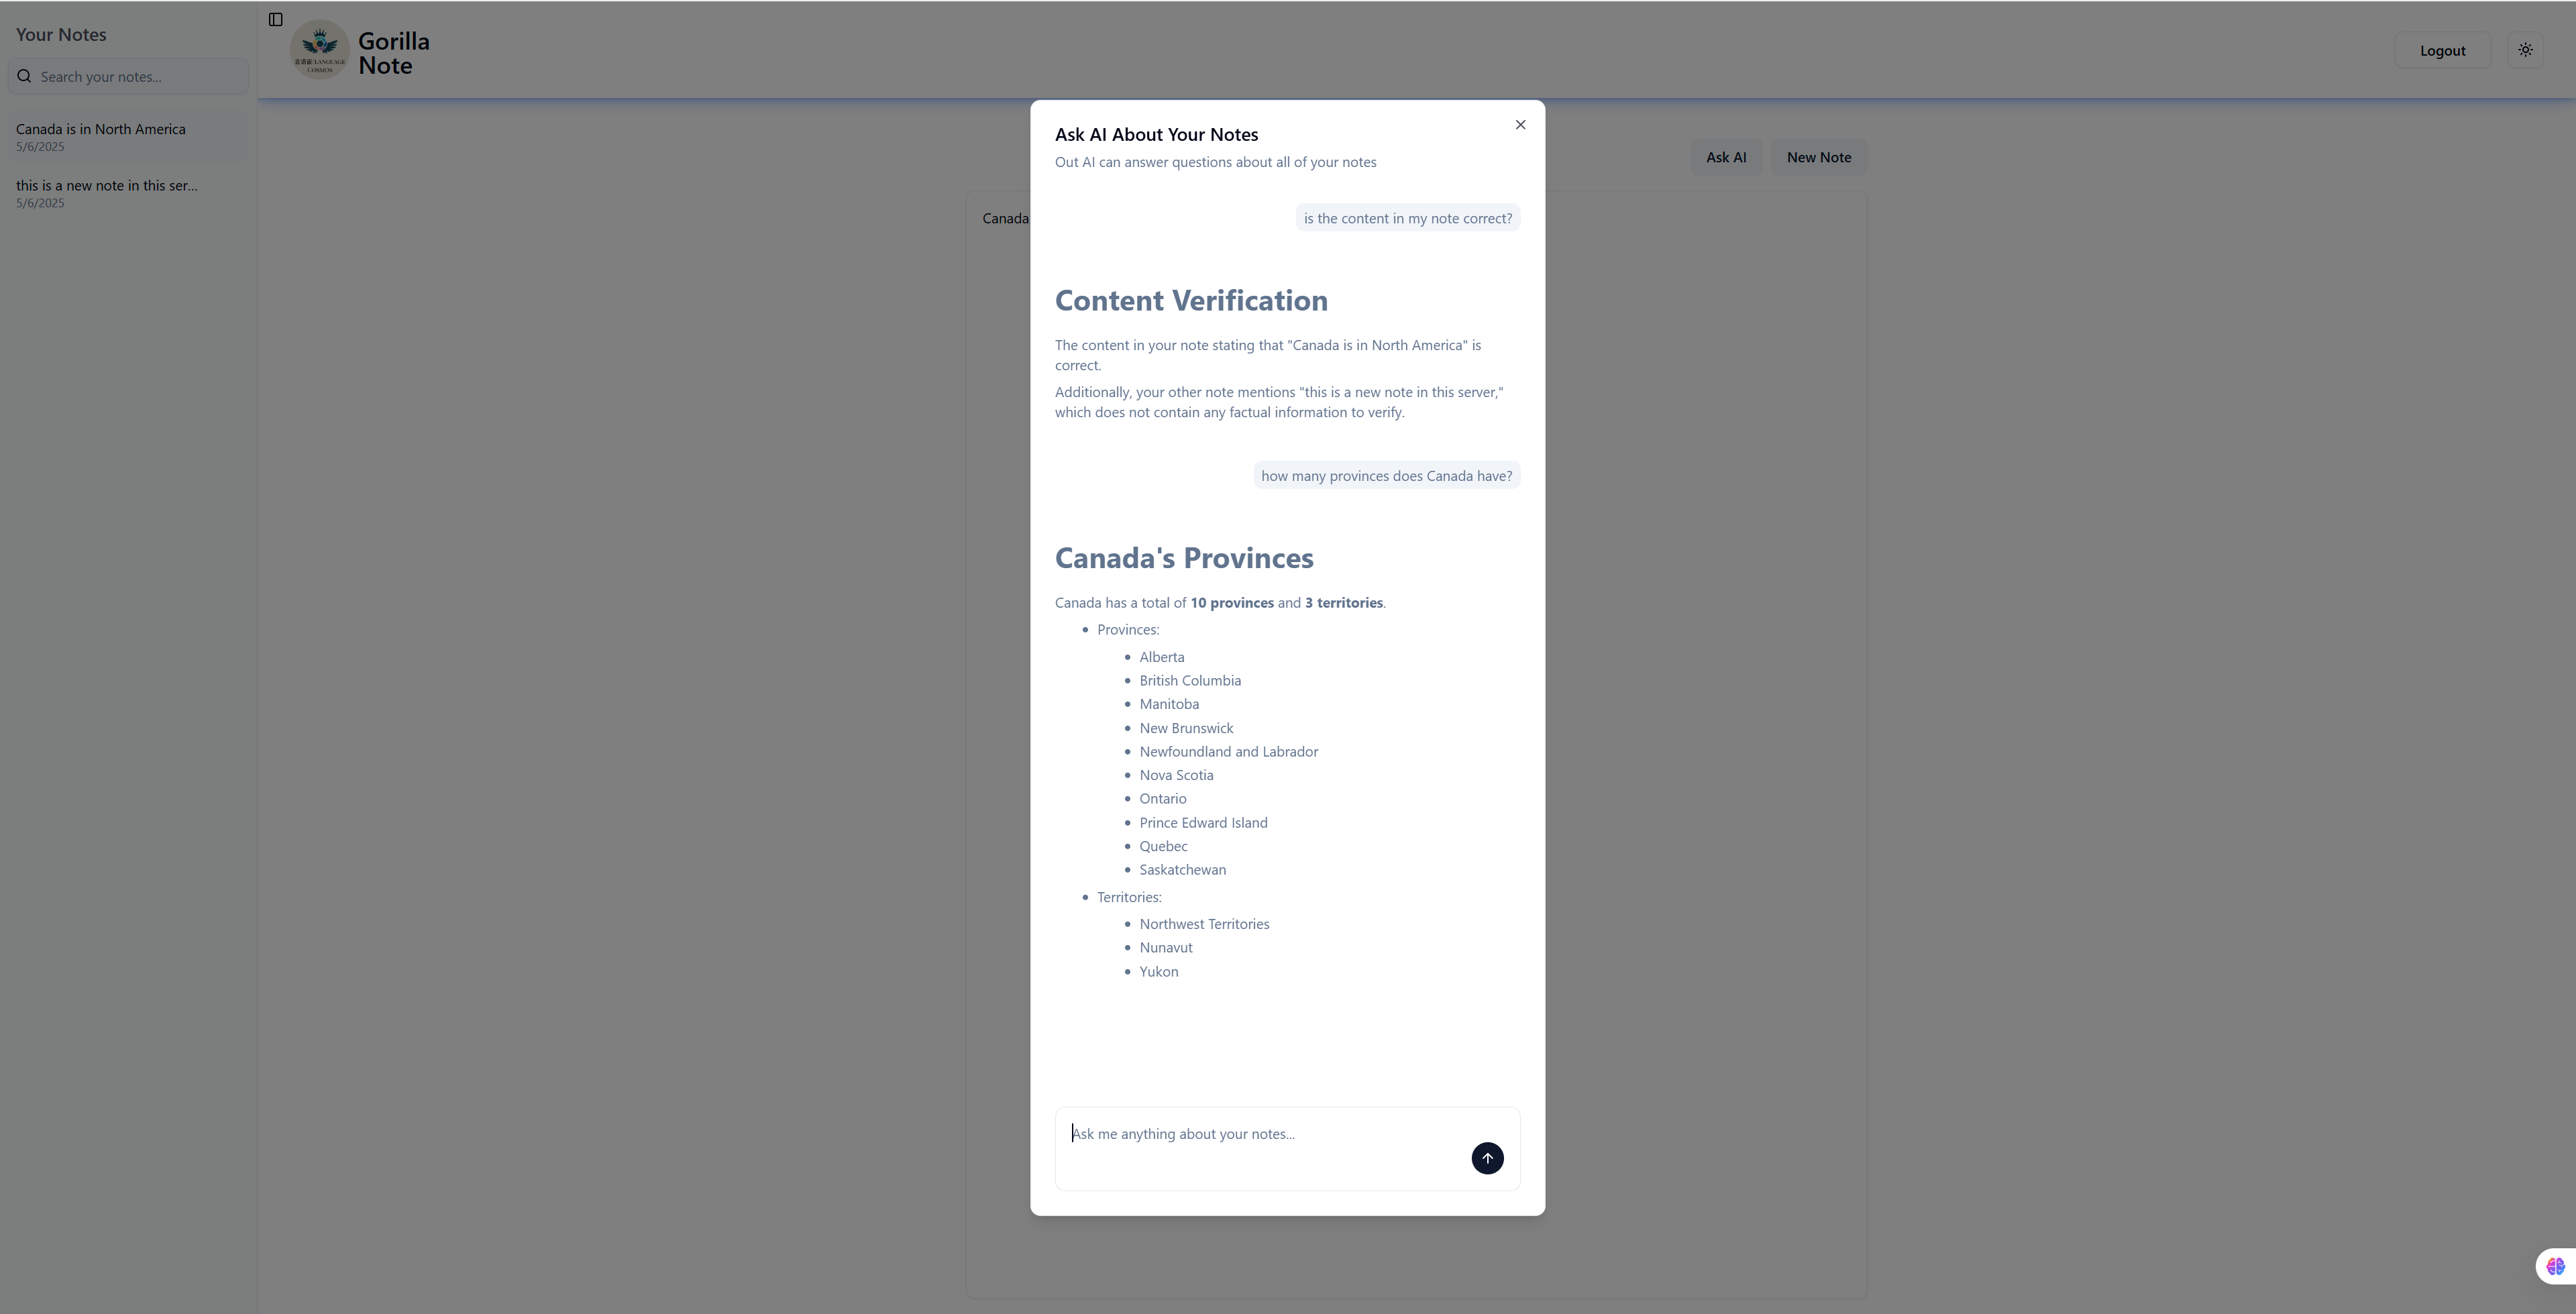 Your Notes
Search your notes...
Canada is in North America
5/6/2025
this is a new note in this ser...
5/6/2025
言语宙/LANGUAGE
COSMOS
Gorilla
Note
Logout
Ask AI
New Note
Canada
Ask AI About Your Notes
Out AI can answer questions about all of your notes
is the content in my note correct?
Content Verification
The content in your note stating that "Canada is in North America" is
correct.
Additionally, your other note mentions "this is a new note in this server,"
which does not contain any factual information to verify.
how many provinces does Canada have?
Canada's Provinces
Canada has a total of 10 provinces and 3 territories.
Provinces:
Alberta
British Columbia
Manitoba
New Brunswick
Newfoundland and Labrador
Nova Scotia
Ontario
Prince Edward Island
Quebec
Saskatchewan
Territories:
Northwest Territories
Nunavut
Yukon
Ask me anything about your notes...